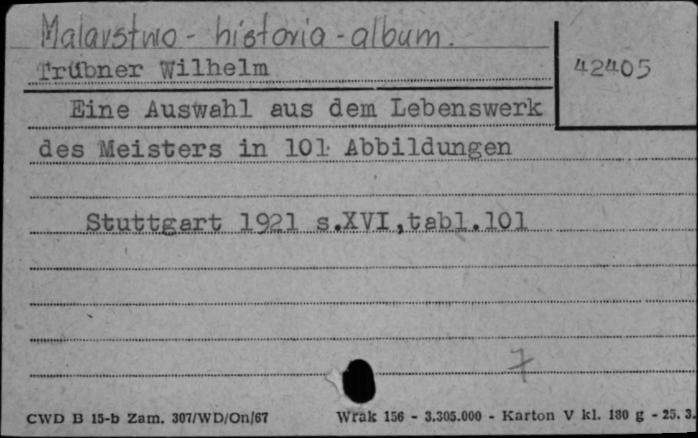 Malarstwo - historia - album.
Trübner Wilhelm
42405
Eine Auswahl aus dem Lebenswerk
des Meisters in 101 Abbildungen
Stuttgart 1921 s.XVI,tabl.101
7
CWD B 15-b Zam. 307/WD/On/67 Wrak 156 - 3.305.000 - Karton V kl. 180 g - 25. 3.